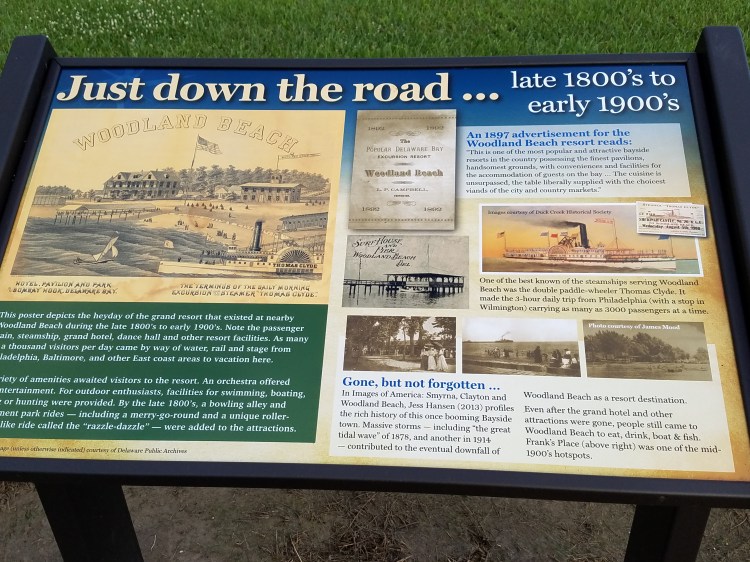 Just down the road ...
late 1800's to
early 1900's
WOODLAND BEACH
THOMAS CLYDE
HOTEL, PAVILION AND PARK,
BOMBAY HOOK, DELAWARE BAY.
THE TERMINUS OF THE DAILY MORNING
EXCURSION STEAMER "THOMAS CLYDE".
This poster depicts the heyday of the grand resort that existed at nearby
Woodland Beach during the late 1800's to early 1900's. Note the passenger
ain, steamship, grand hotel, dance hall and other resort facilities. As many
a thousand visitors per day came by way of water, rail and stage from
ladelphia, Baltimore, and other East coast areas to vacation here.
riety of amenities awaited visitors to the resort. An orchestra offered
ntertainment. For outdoor enthusiasts, facilities for swimming, boating,
or hunting were provided. By the late 1800's, a bowling alley and
ment park rides — including a merry-go-round and a unique roller-
like ride called the "razzle-dazzle" — were added to the attractions.
(unless otherwise indicated) courtesy of Delaware Public Archives
The
Popular Delaware Bay
Excursion Resort
Woodland Beach
L. P. CAMPBELL
An 1897 advertisement for the
Woodland Beach resort reads:
"This is one of the most popular and attractive bayside
resorts in the country possessing the finest pavilions,
handsomest grounds, with conveniences and facilities for
the accommodation of guests on the bay ... The cuisine is
unsurpassed, the table liberally supplied with the choicest
viands of the city and country markets."
Images courtesy of Duck Creek Historical Society
SURF HOUSE
AND
PIER
WOODLAND BEACH
DEL
One of the best known of the steamships serving Woodland
Beach was the double paddle-wheeler Thomas Clyde. It
made the 3-hour daily trip from Philadelphia (with a stop in
Wilmington) carrying as many as 3000 passengers at a time.
Photo courtesy of James Mood
Gone, but not forgotten ...
In Images of America: Smyrna, Clayton and
Woodland Beach, Jess Hansen (2013) profiles
the rich history of this once booming Bayside
town. Massive storms — including "the great
tidal wave" of 1878, and another in 1914
— contributed to the eventual downfall of
Woodland Beach as a resort destination.
Even after the grand hotel and other
attractions were gone, people still came to
Woodland Beach to eat, drink, boat & fish.
Frank's Place (above right) was one of the mid-
1900's hotspots.